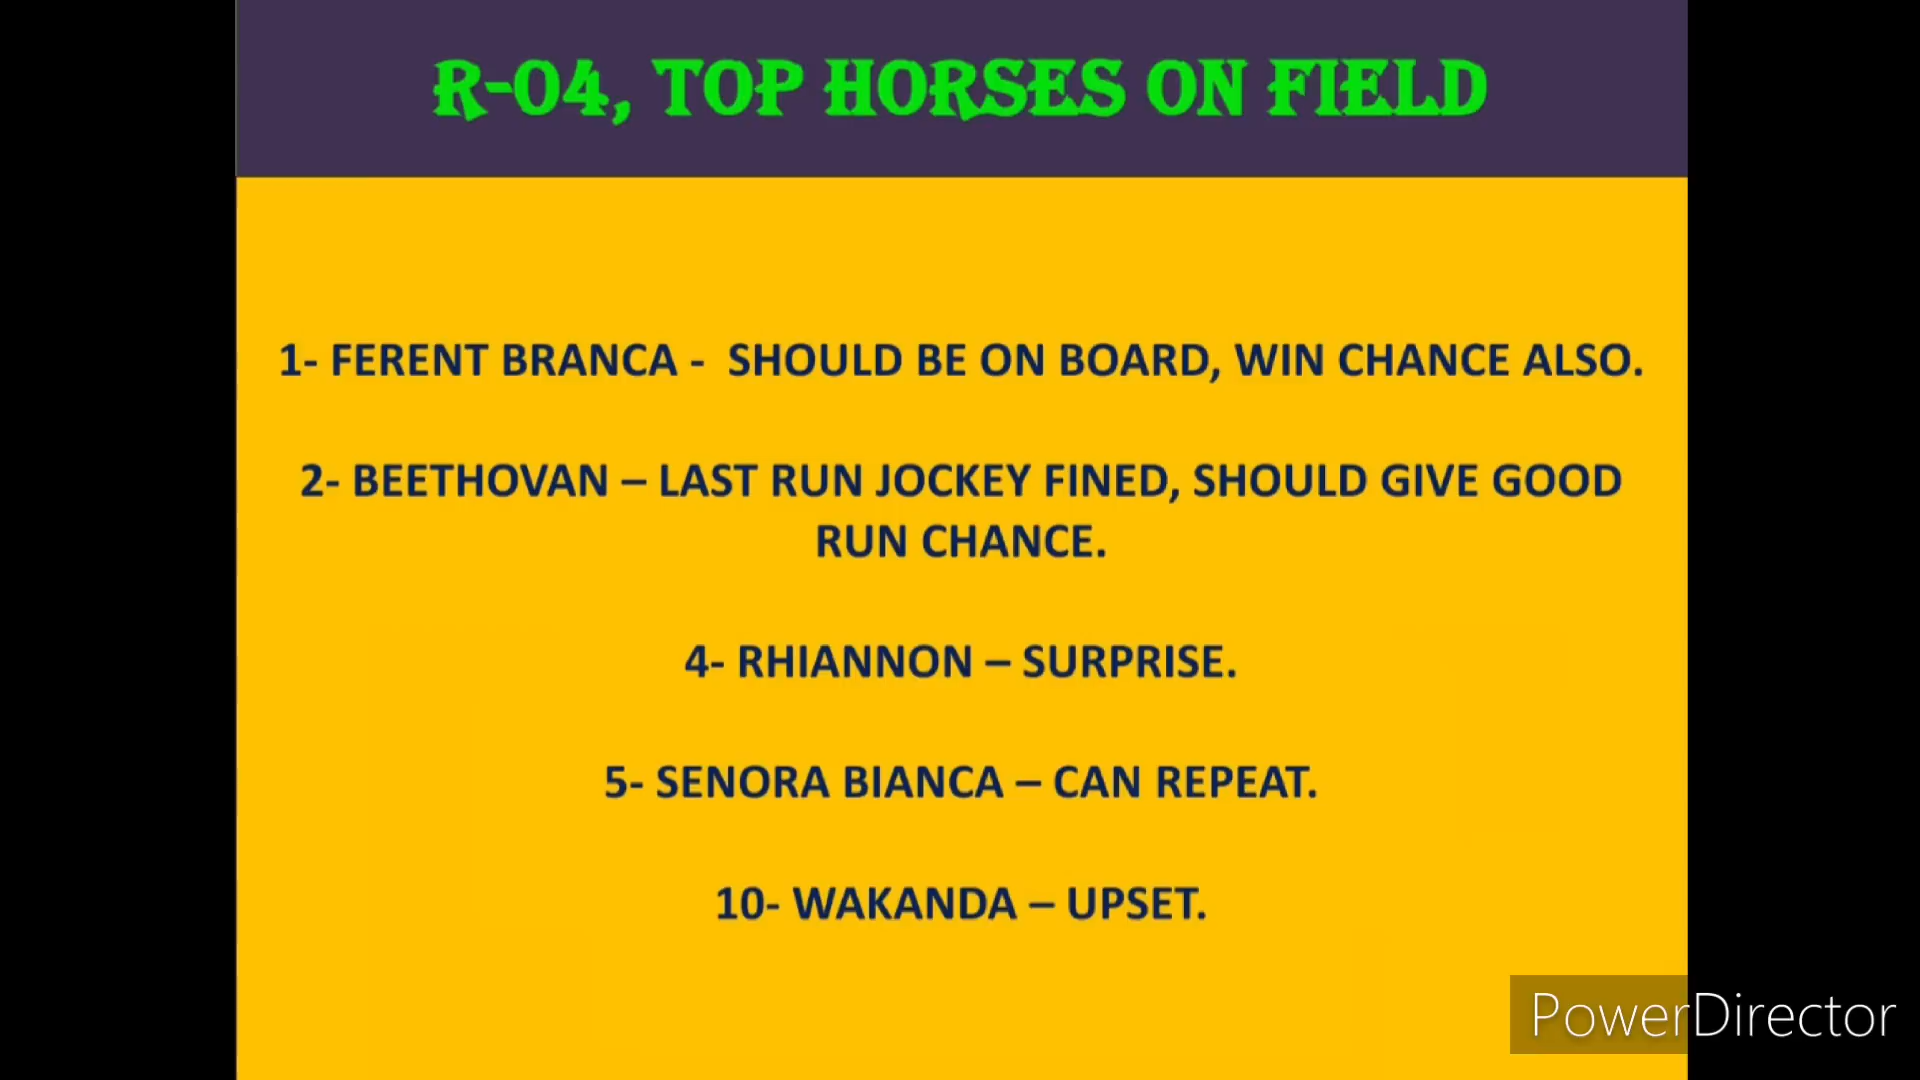 R-04, TOP HORSES ON FIELD
1- FERENT BRANCA -  SHOULD BE ON BOARD, WIN CHANCE ALSO.
2- BEETHOVAN – LAST RUN JOCKEY FINED, SHOULD GIVE GOOD
RUN CHANCE.
4- RHIANNON – SURPRISE.
5- SENORA BIANCA – CAN REPEAT.
10- WAKANDA – UPSET.
PowerDirector